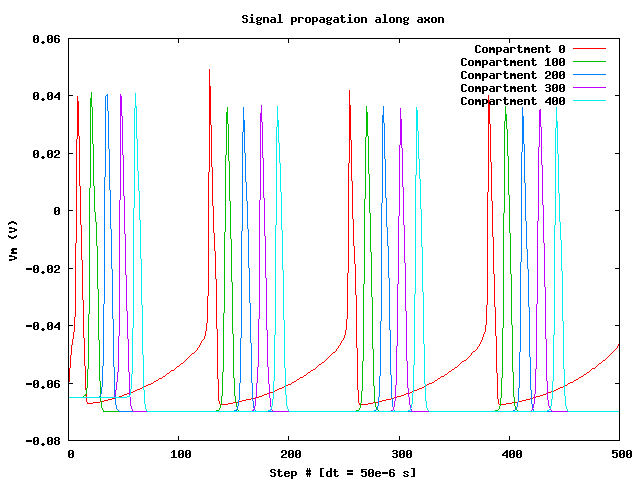 Signal propagation along axon
0.06
0.04
0.02
0
-0.02
-0.04
-0.06
-0.08
Vm (V)
Compartment 0
Compartment 100
Compartment 200
Compartment 300
Compartment 400
0 100 200 300 400 500
Step # [dt = 50e-6 s]